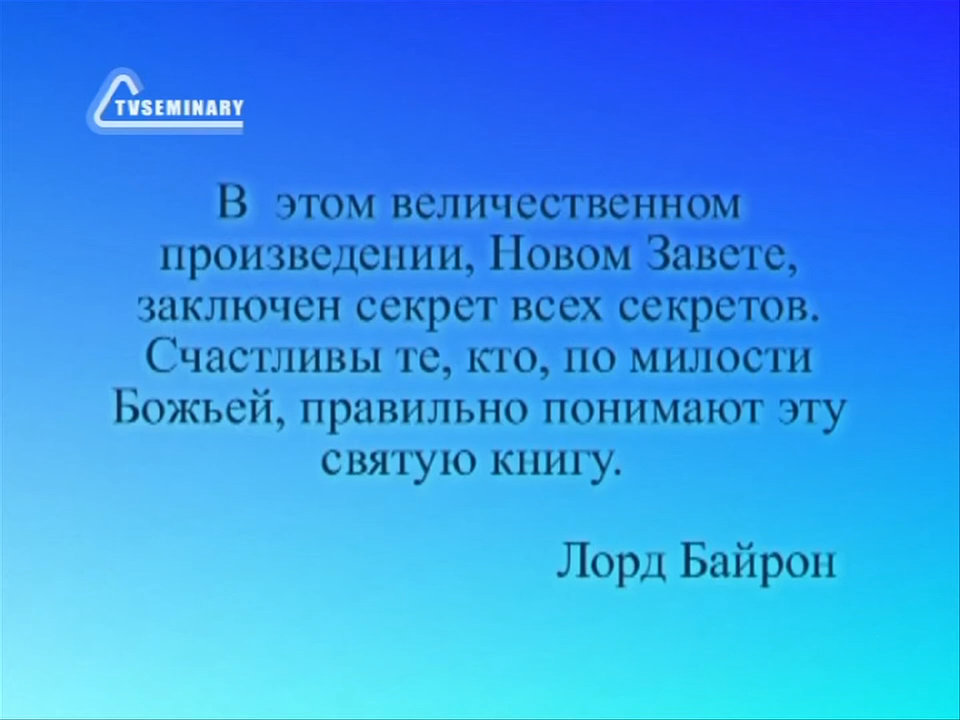 TVSEMINARY
В этом величественном
произведении, Новом Завете,
заключен секрет всех секретов.
Счастливы те, кто, по милости
Божьей, правильно понимают эту
святую книгу.
Лорд Байрон